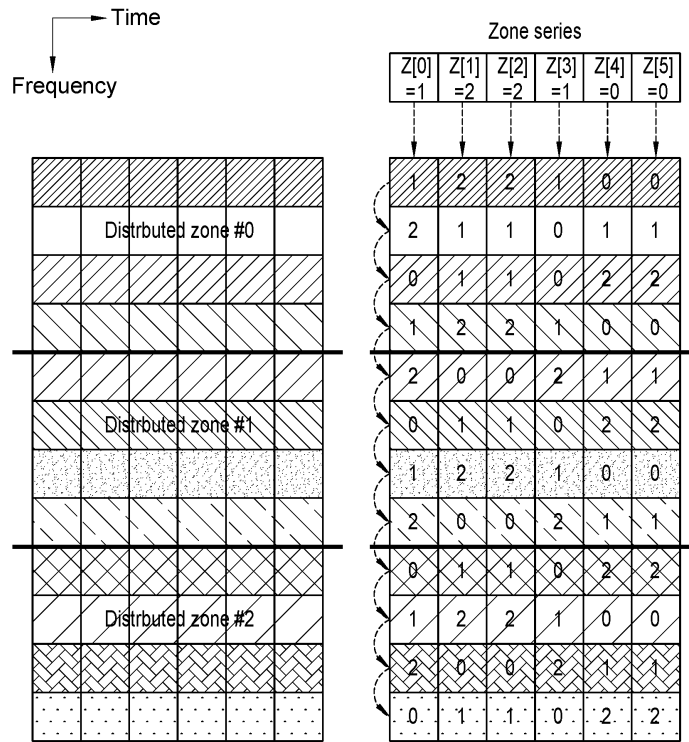 Time
Frequency
Zone series
Z[0] Z[1] Z[2] Z[3] Z[4] Z[5]
=1 =2 =2 =1 =0 =0
1 2 2 1 0 0
Distrbuted zone #0 2 1 1 0 1 1
0 1 1 0 2 2
1 2 2 1 0 0
2 0 0 2 1 1
Distrbuted zone #1 0 1 1 0 2 2
1 2 2 1 0 0
2 0 0 2 1 1
0 1 1 0 2 2
Distrbuted zone #2 1 2 2 1 0 0
2 0 0 2 1 1
0 1 1 0 2 2